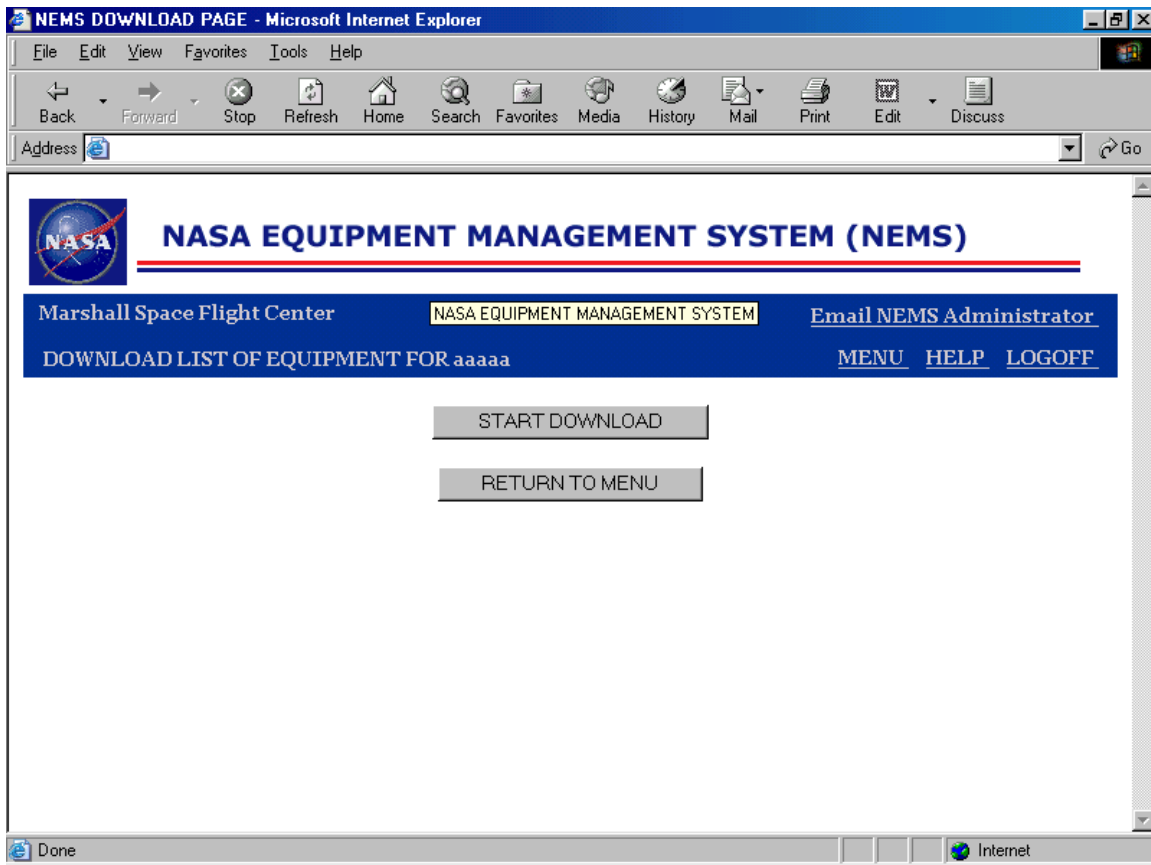 NEMS DOWNLOAD PAGE - Microsoft Internet Explorer
File Edit View Favorites Tools Help
Back Forward Stop Refresh Home Search Favorites Media History Mail Print Edit Discuss
Address Go
NASA NASA EQUIPMENT MANAGEMENT SYSTEM (NEMS)
Marshall Space Flight Center NASA EQUIPMENT MANAGEMENT SYSTEM Email NEMS Administrator
DOWNLOAD LIST OF EQUIPMENT FOR aaaaa MENU HELP LOGOFF
START DOWNLOAD
RETURN TO MENU
Done Internet